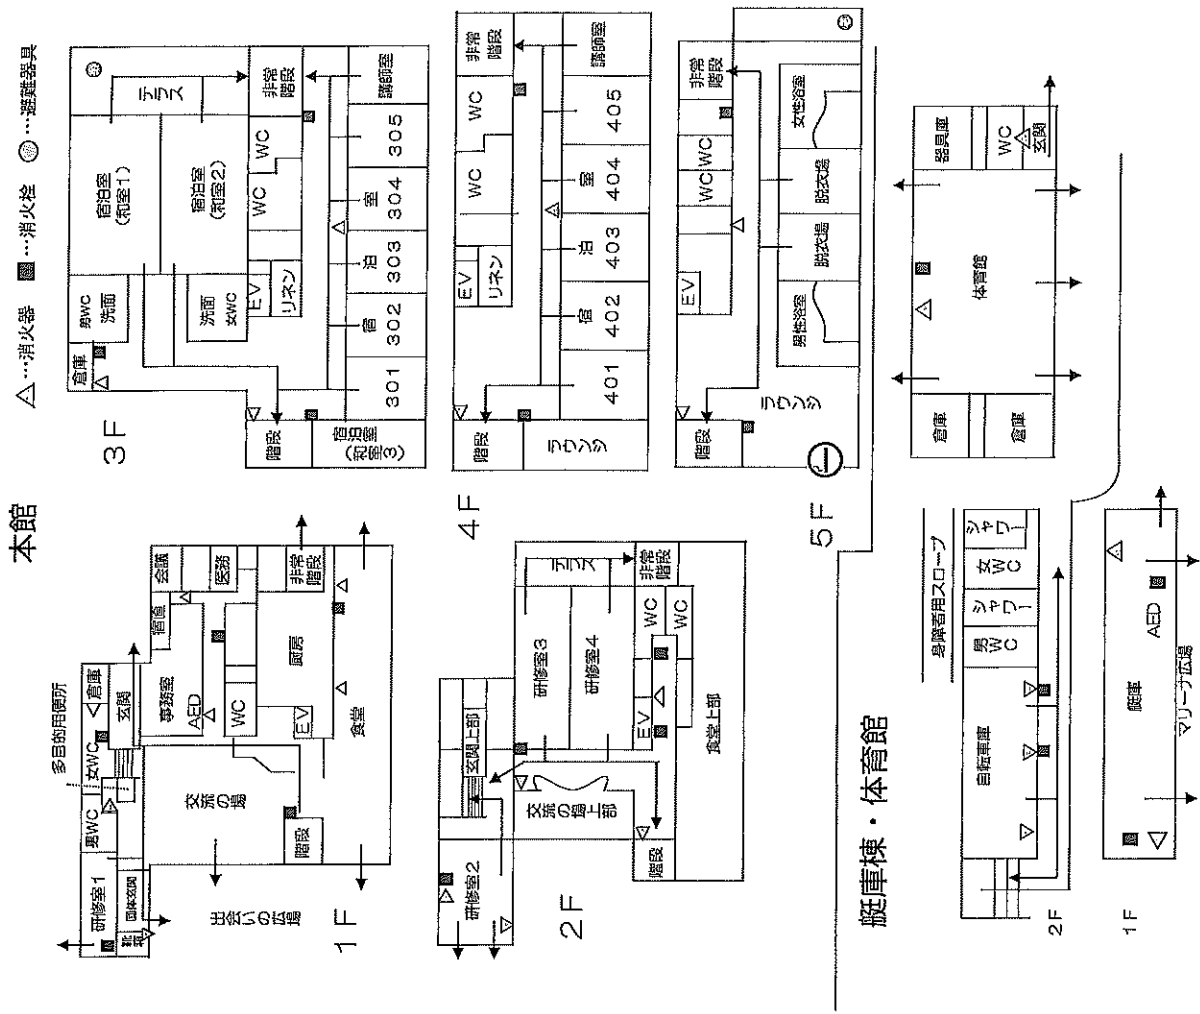 △…消火器 ■…消火栓 ◎…避難器具
本館
3F
倉庫
男WC
洗面
洗面
女WC
宿泊室
(和室1)
宿泊室
(和室2)
テラス
EV
リネン
WC
WC
非常
階段
階段
宿泊室
(和室3)
301
302
303
304
305
宿
泊
室
講師室
4F
階段
ラウンジ
EV
リネン
WC
WC
非常
階段
401
402
403
404
405
宿
泊
室
講師室
5F
階段
ラウンジ
EV
WC
WC
非常
階段
男性浴室
脱衣場
脱衣場
女性浴室
1F
多目的用便所
研修室1
男WC
女WC
倉庫
靴箱
団体玄関
玄関
宿直
会議
事務室
AED
医務
WC
交流の場
出会いの広場
階段
EV
厨房
非常
階段
食堂
2F
研修室2
玄関上部
交流の場上部
階段
研修室3
研修室4
テラス
EV
WC
WC
非常
階段
食堂上部
艇庫棟・体育館
2F
自転車庫
男
WC
シャワー
女
WC
シャワー
身障者用スロープ
1F
艇庫
AED
マリーナ広場
倉庫
倉庫
体育館
器具庫
WC
玄関